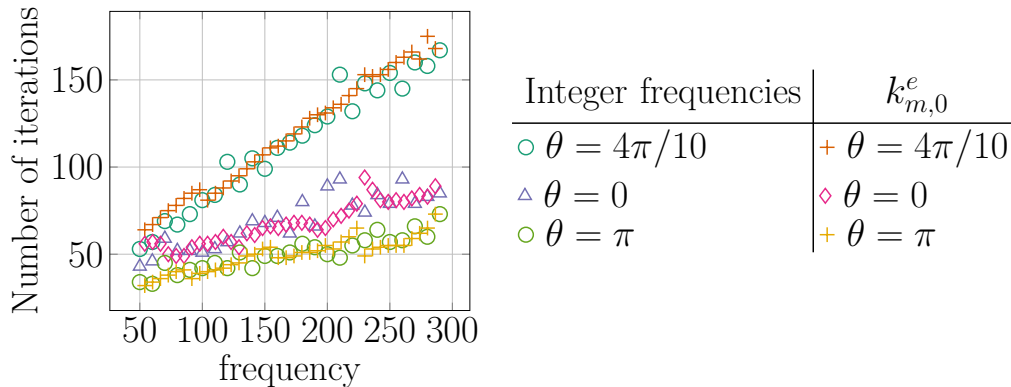 Number of iterations
150
100
50
50 100 150 200 250 300
frequency
Integer frequencies k^e_{m,0}
θ = 4π/10 θ = 4π/10
θ = 0 θ = 0
θ = π θ = π